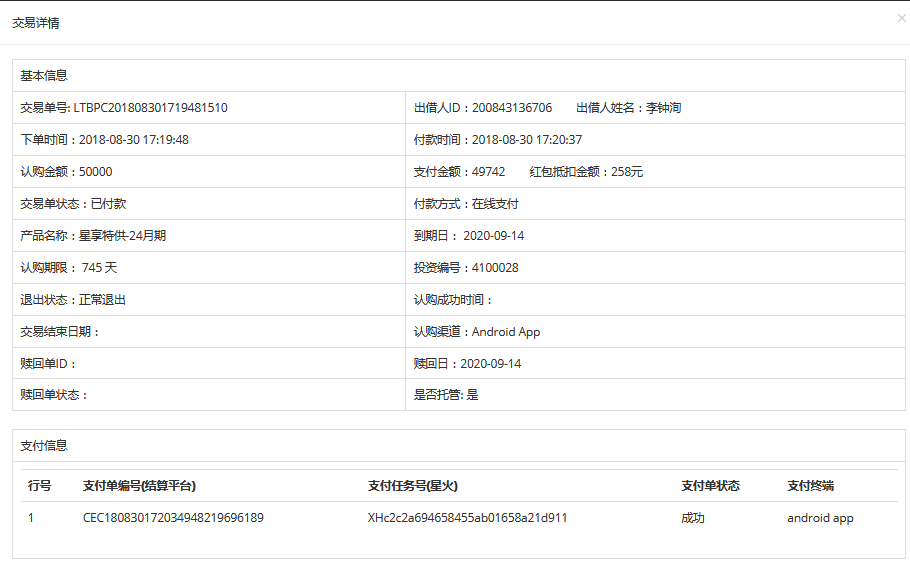 交易详情
×
基本信息
交易单号: LTBPC201808301719481510
出借人ID：200843136706 出借人姓名：李钟洵
下单时间：2018-08-30 17:19:48
付款时间：2018-08-30 17:20:37
认购金额：50000
支付金额：49742 红包抵扣金额：258元
交易单状态：已付款
付款方式：在线支付
产品名称：星享特供-24月期
到期日： 2020-09-14
认购期限： 745 天
投资编号：4100028
退出状态：正常退出
认购成功时间：
交易结束日期：
认购渠道：Android App
赎回单ID：
赎回日：2020-09-14
赎回单状态：
是否托管: 是
支付信息
行号 支付单编号(结算平台) 支付任务号(星火) 支付单状态 支付终端
1 CEC180830172034948219696189 XHc2c2a694658455ab01658a21d911 成功 android app